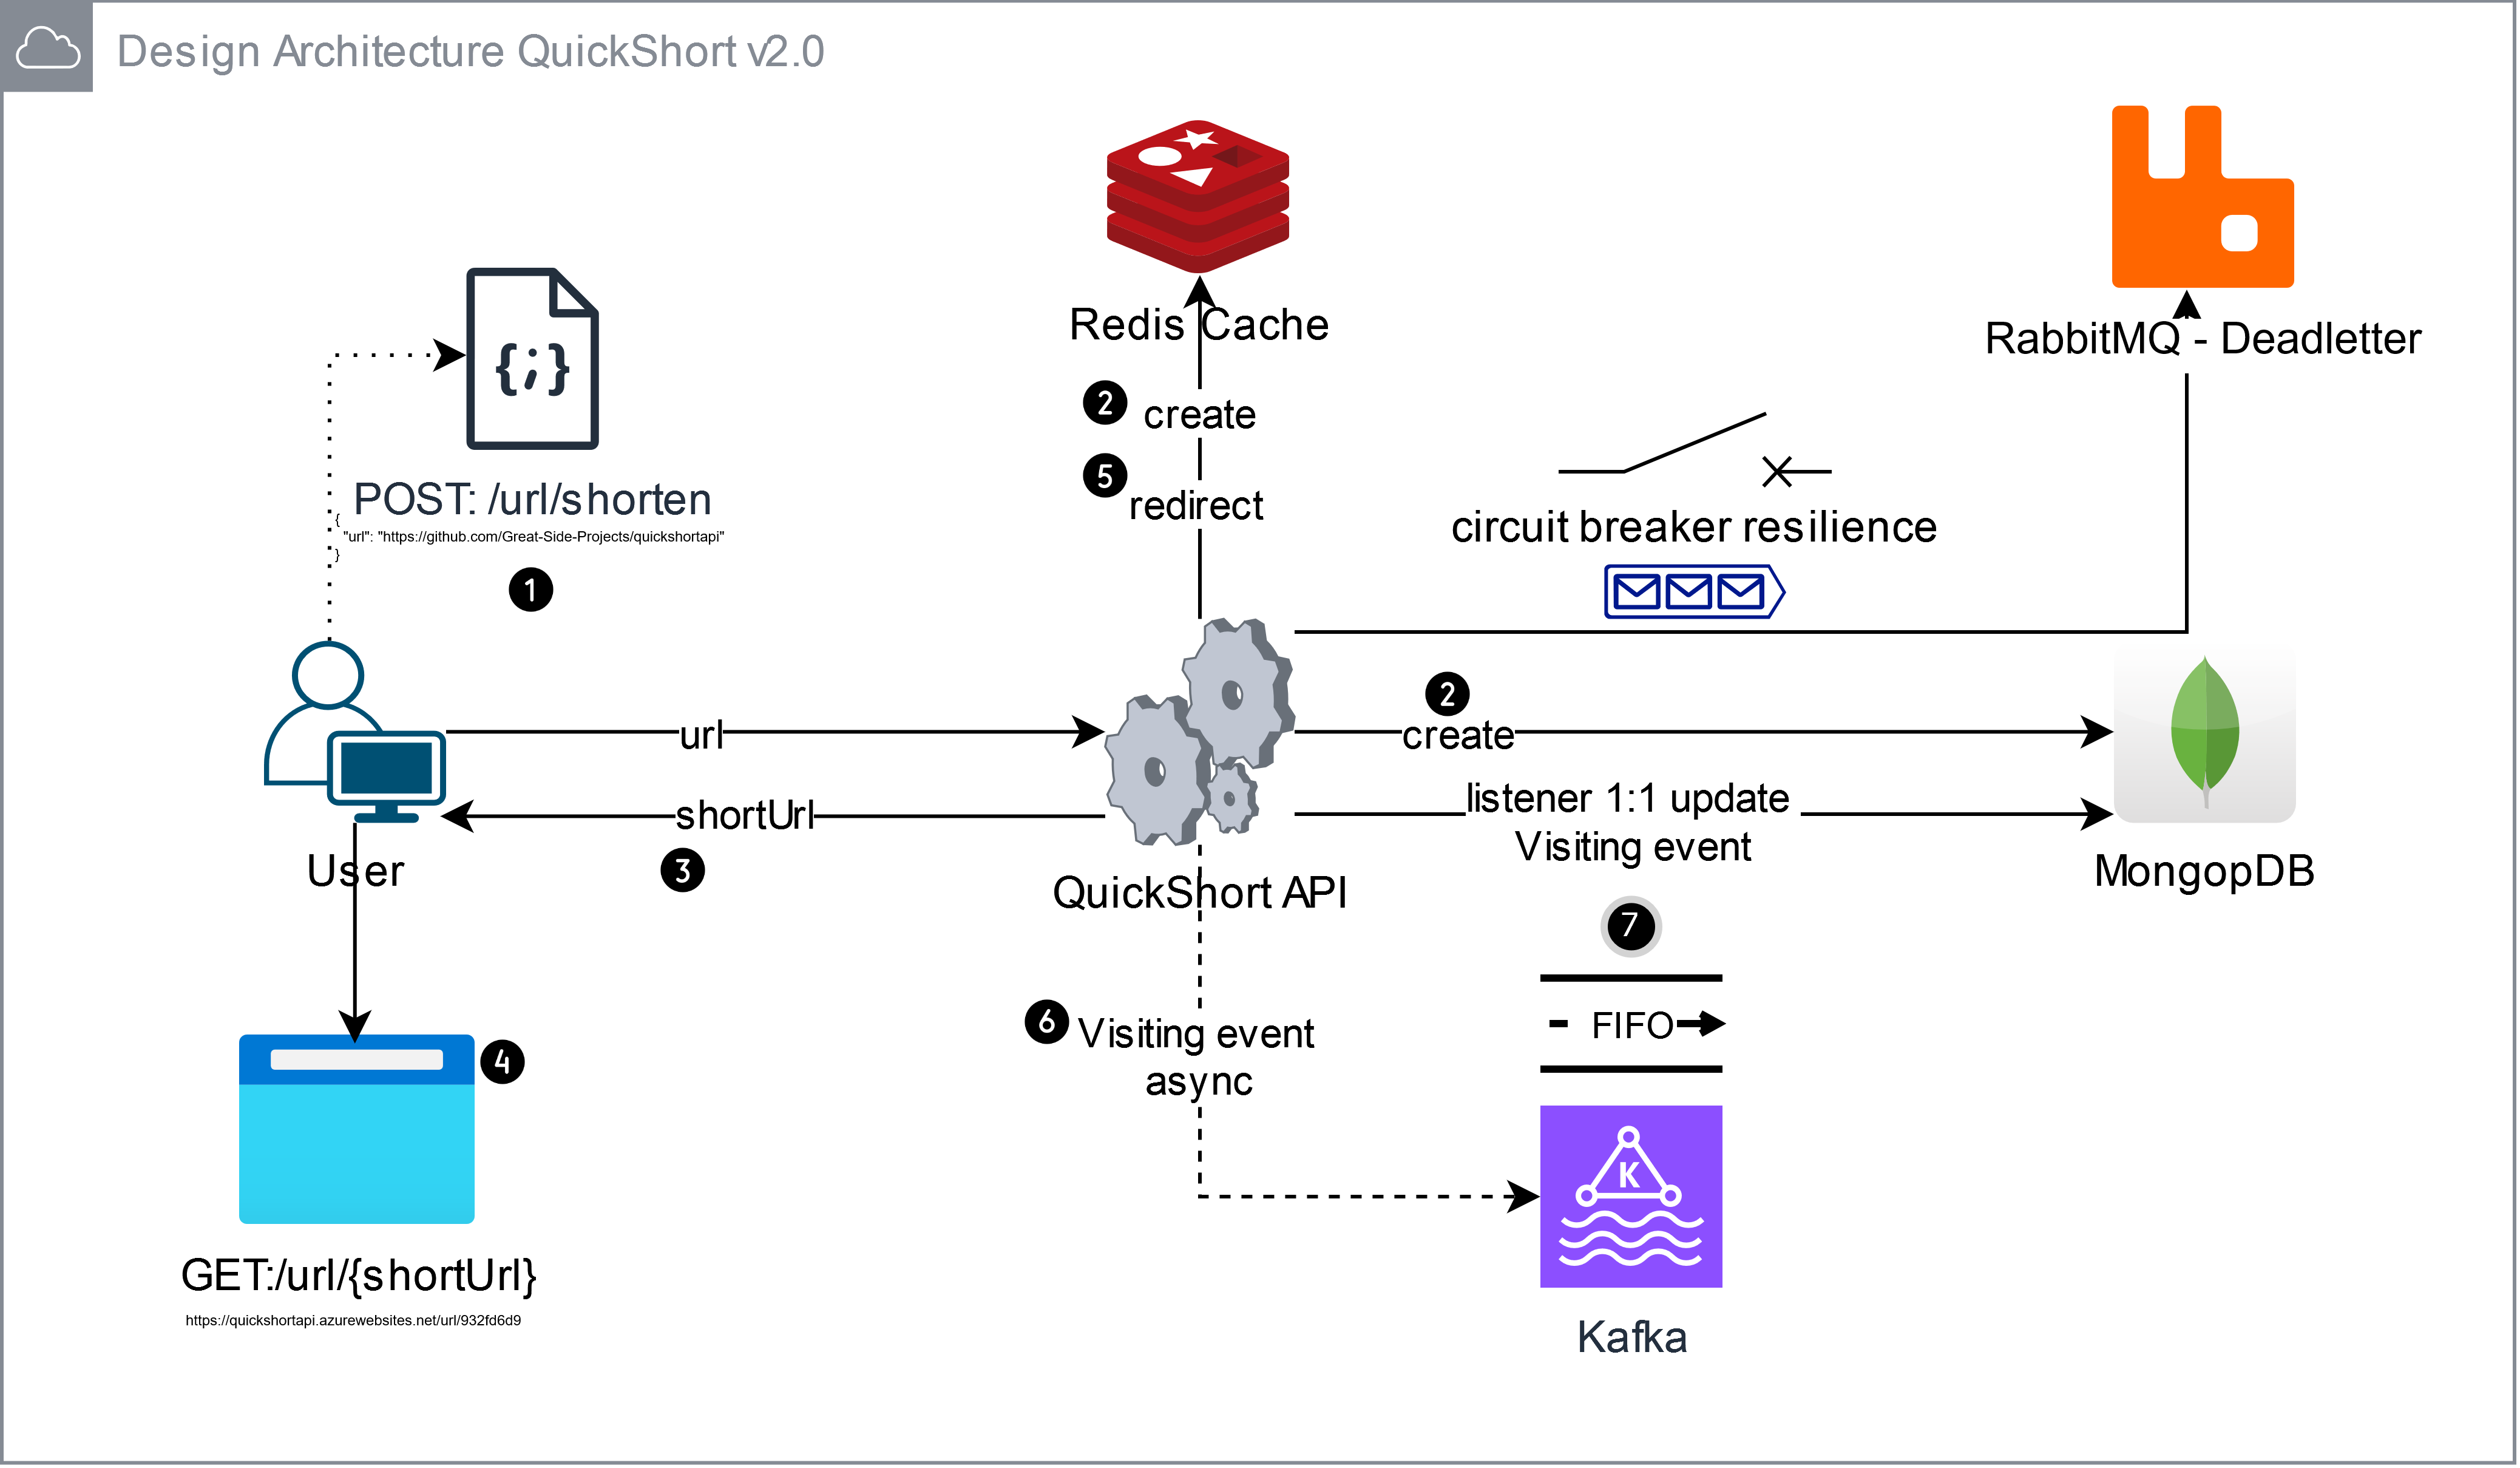 Design Architecture QuickShort v2.0
Redis Cache
RabbitMQ - Deadletter
2
create
5
redirect
circuit breaker resilience
{;}
POST: /url/shorten
{
"url": "https://github.com/Great-Side-Projects/quickshortapi"
}
1
url
2
create
shortUrl
3
listener 1:1 update
Visiting event
User
QuickShort API
MongopDB
7
6
Visiting event
async
FIFO
4
K
GET:/url/{shortUrl}
https://quickshortapi.azurewebsites.net/url/932fd6d9
Kafka